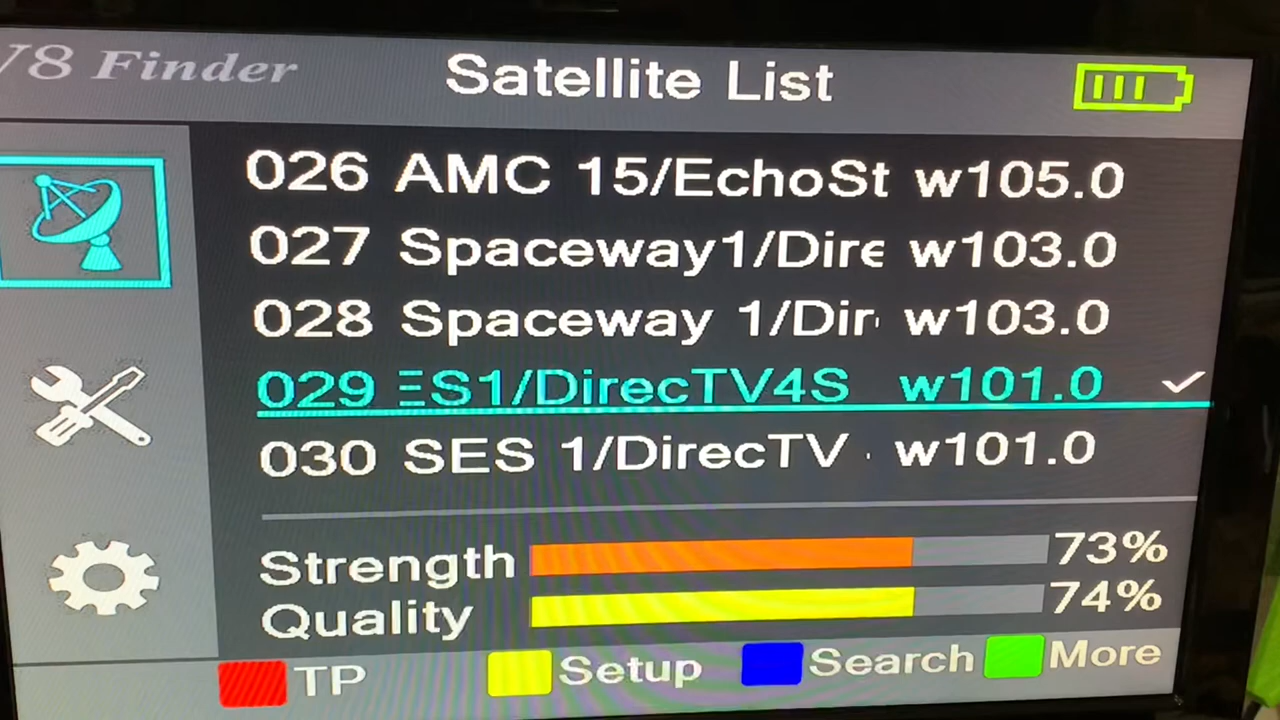 V8 Finder
Satellite List
026 AMC 15/EchoSt w105.0
027 Spaceway1/Dire w103.0
028 Spaceway 1/Dir w103.0
029 ES1/DirecTV4S w101.0
030 SES 1/DirecTV w101.0
Strength 73%
Quality 74%
TP Setup Search More